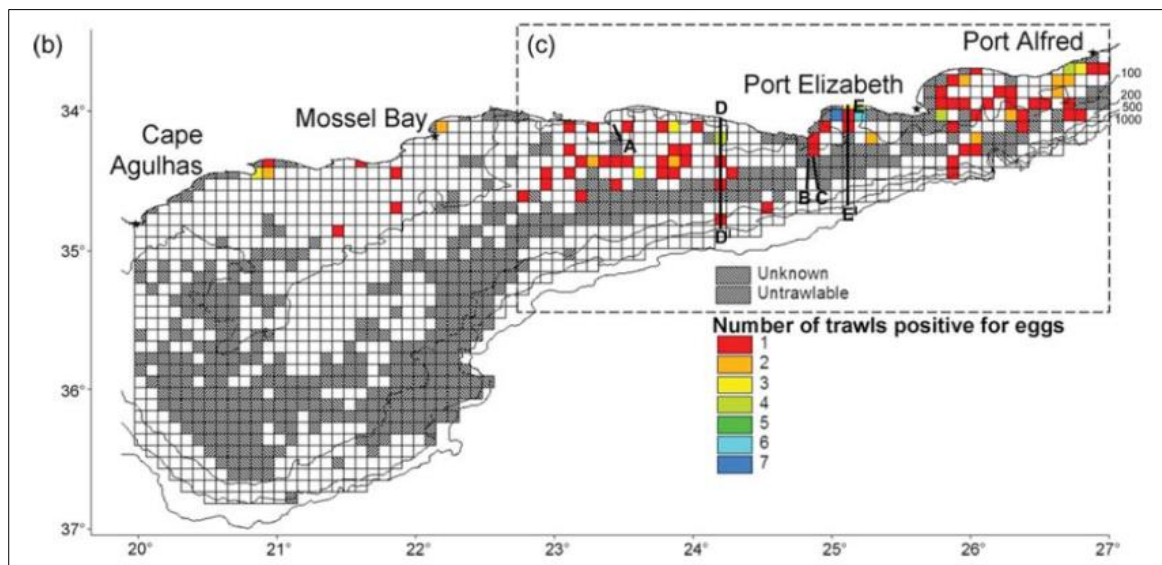 (b)
(c)
Port Alfred
Port Elizabeth
Mossel Bay
Cape
Agulhas
100
200
500
1000
34°
35°
36°
37°
D
E
A
B
C
D'
E'
Unknown
Untrawlable
Number of trawls positive for eggs
1
2
3
4
5
6
7
20°
21°
22°
23°
24°
25°
26°
27°